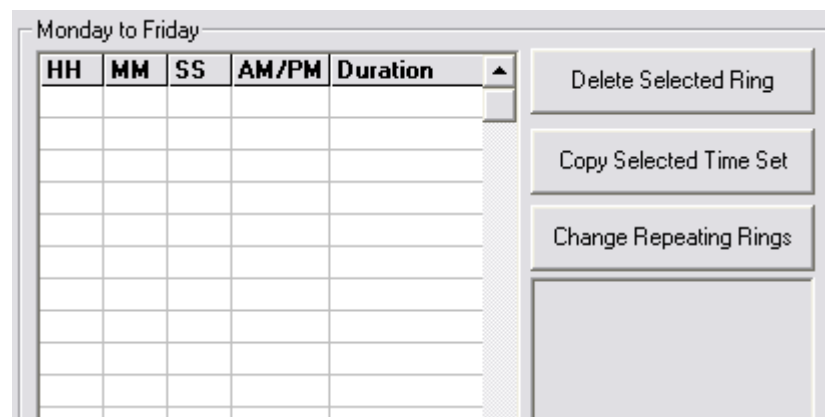 Monday to Friday
HH MM SS AM/PM Duration
Delete Selected Ring
Copy Selected Time Set
Change Repeating Rings